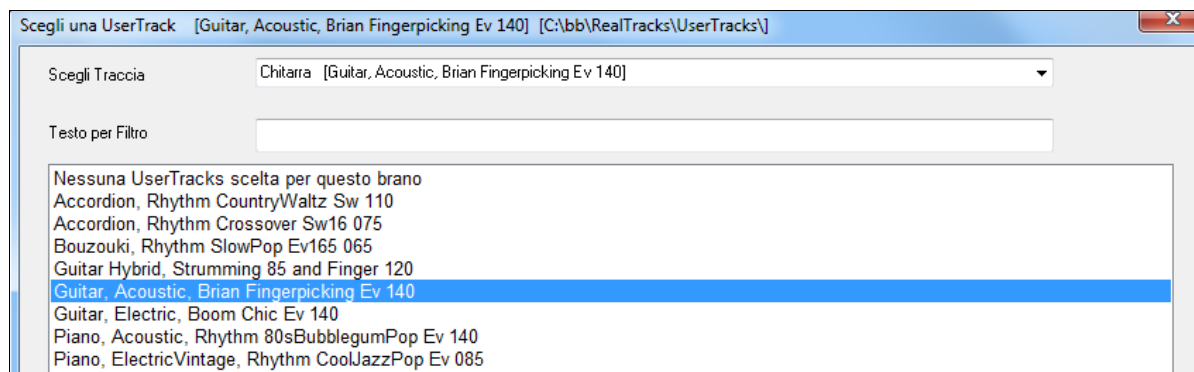 Scegli una UserTrack [Guitar, Acoustic, Brian Fingerpicking Ev 140] [C:\bb\RealTracks\UserTracks\]
Scegli Traccia Chitarra [Guitar, Acoustic, Brian Fingerpicking Ev 140]
Testo per Filtro
Nessuna UserTracks scelta per questo brano
Accordion, Rhythm CountryWaltz Sw 110
Accordion, Rhythm Crossover Sw16 075
Bouzouki, Rhythm SlowPop Ev165 065
Guitar Hybrid, Strumming 85 and Finger 120
Guitar, Acoustic, Brian Fingerpicking Ev 140
Guitar, Electric, Boom Chic Ev 140
Piano, Acoustic, Rhythm 80sBubblegumPop Ev 140
Piano, ElectricVintage, Rhythm CoolJazzPop Ev 085